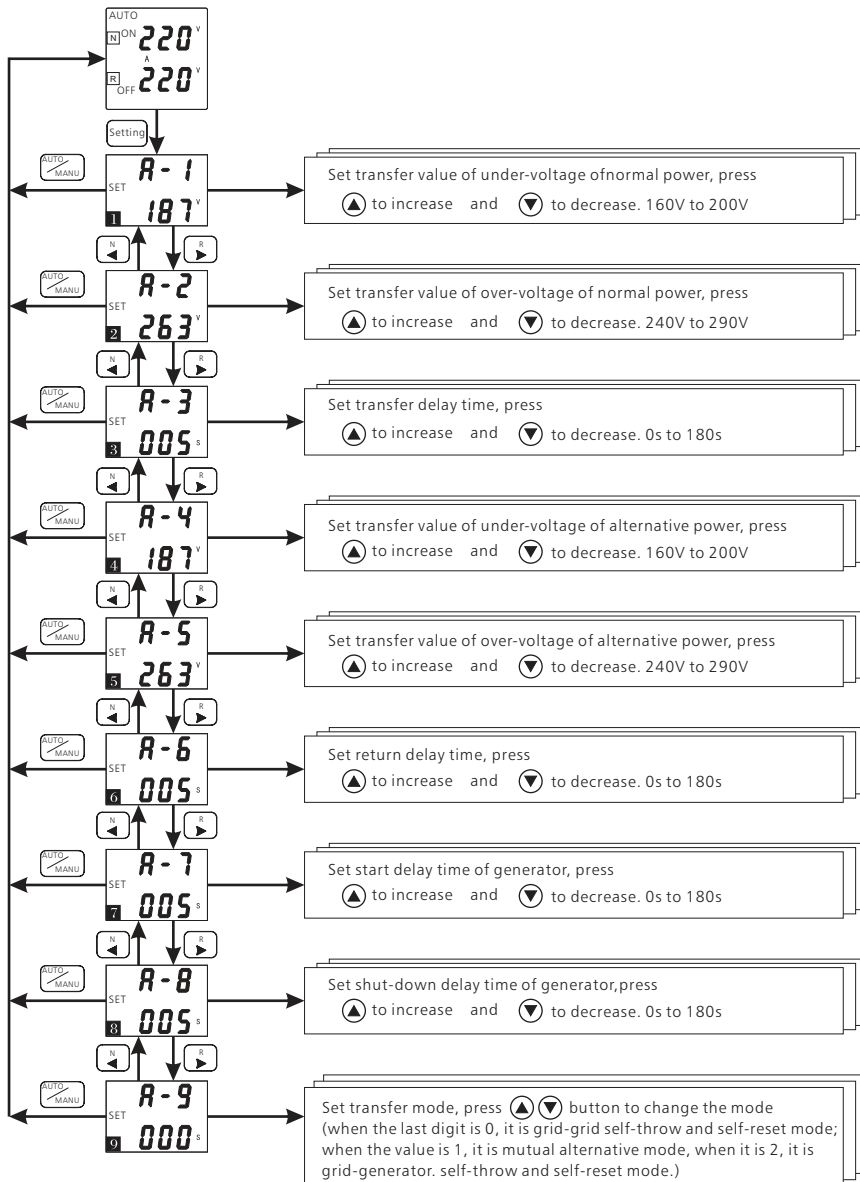 AUTO
N ON 220 V
A
R OFF 220 V
Setting
A-1
SET
1 187 V
AUTO/MANU
Set transfer value of under-voltage ofnormal power, press
▲ to increase and ▼ to decrease. 160V to 200V
N ◀ R ▶
A-2
SET
2 263 V
AUTO/MANU
Set transfer value of over-voltage of normal power, press
▲ to increase and ▼ to decrease. 240V to 290V
N ◀ R ▶
A-3
SET
3 005 s
AUTO/MANU
Set transfer delay time, press
▲ to increase and ▼ to decrease. 0s to 180s
N ◀ R ▶
A-4
SET
4 187 V
AUTO/MANU
Set transfer value of under-voltage of alternative power, press
▲ to increase and ▼ to decrease. 160V to 200V
N ◀ R ▶
A-5
SET
5 263 V
AUTO/MANU
Set transfer value of over-voltage of alternative power, press
▲ to increase and ▼ to decrease. 240V to 290V
N ◀ R ▶
A-6
SET
6 005 s
AUTO/MANU
Set return delay time, press
▲ to increase and ▼ to decrease. 0s to 180s
N ◀ R ▶
A-7
SET
7 005 s
AUTO/MANU
Set start delay time of generator, press
▲ to increase and ▼ to decrease. 0s to 180s
N ◀ R ▶
A-8
SET
8 005 s
AUTO/MANU
Set shut-down delay time of generator,press
▲ to increase and ▼ to decrease. 0s to 180s
N ◀ R ▶
A-9
SET
9 000 s
AUTO/MANU
Set transfer mode, press ▲▼ button to change the mode
(when the last digit is 0, it is grid-grid self-throw and self-reset mode;
when the value is 1, it is mutual alternative mode, when it is 2, it is
grid-generator. self-throw and self-reset mode.)